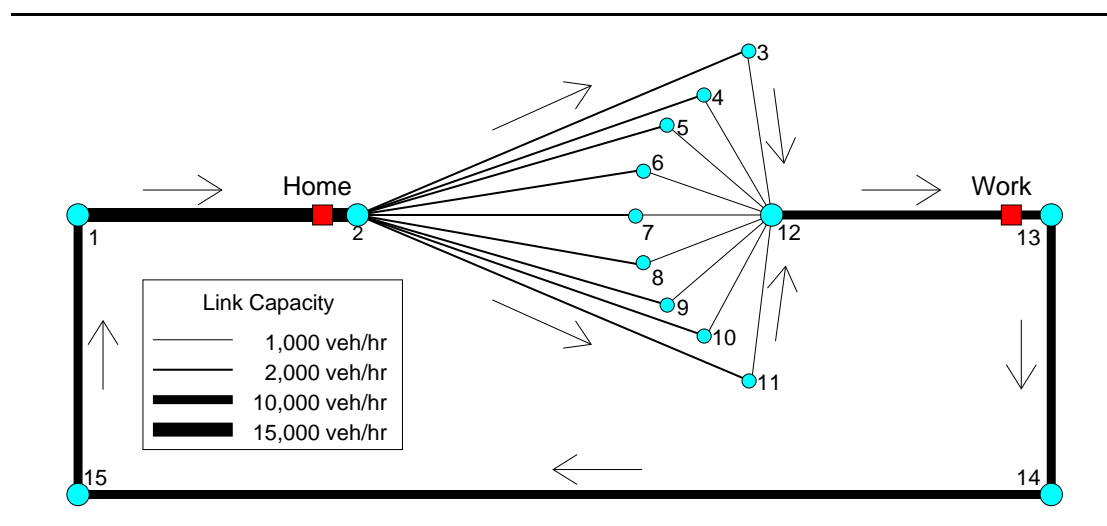 3
4
5
Home
6
Work
1
2
7
12
13
8
Link Capacity
9
1,000 veh/hr
10
2,000 veh/hr
11
10,000 veh/hr
15,000 veh/hr
15
14